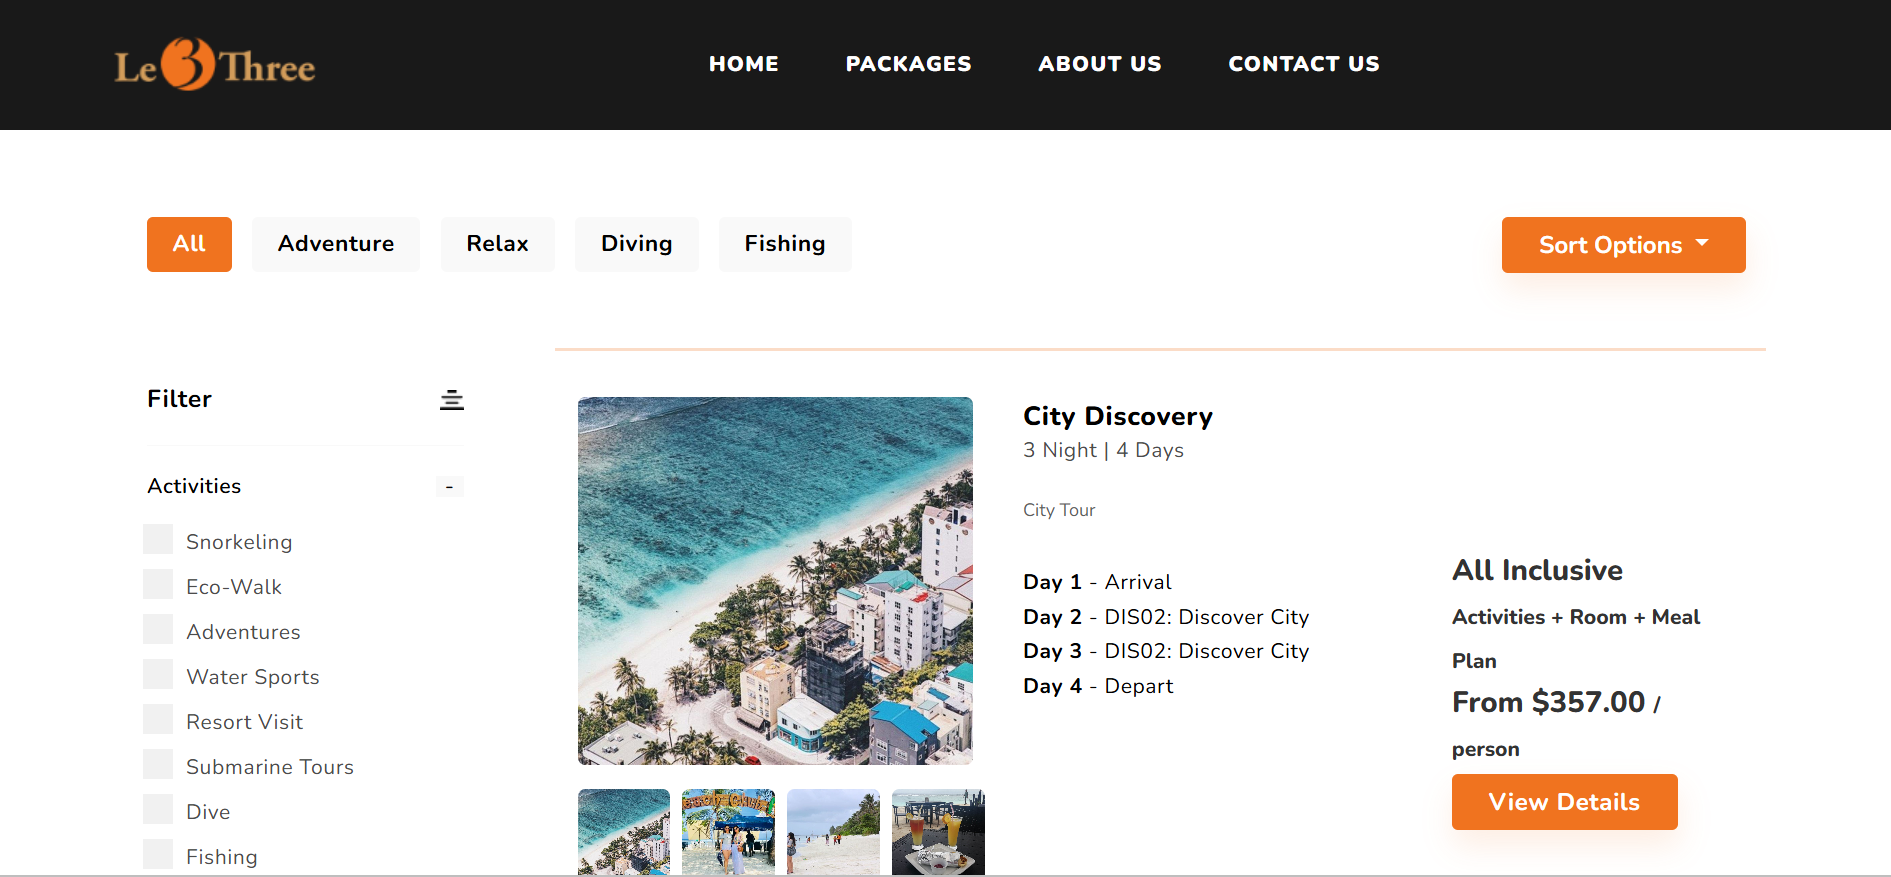 Le 3 Three
HOME
PACKAGES
ABOUT US
CONTACT US
All
Adventure
Relax
Diving
Fishing
Sort Options
Filter
Activities
-
Snorkeling
Eco-Walk
Adventures
Water Sports
Resort Visit
Submarine Tours
Dive
Fishing
City Discovery
3 Night | 4 Days
City Tour
Day 1 - Arrival
Day 2 - DIS02: Discover City
Day 3 - DIS02: Discover City
Day 4 - Depart
All Inclusive
Activities + Room + Meal
Plan
From $357.00 /
person
View Details